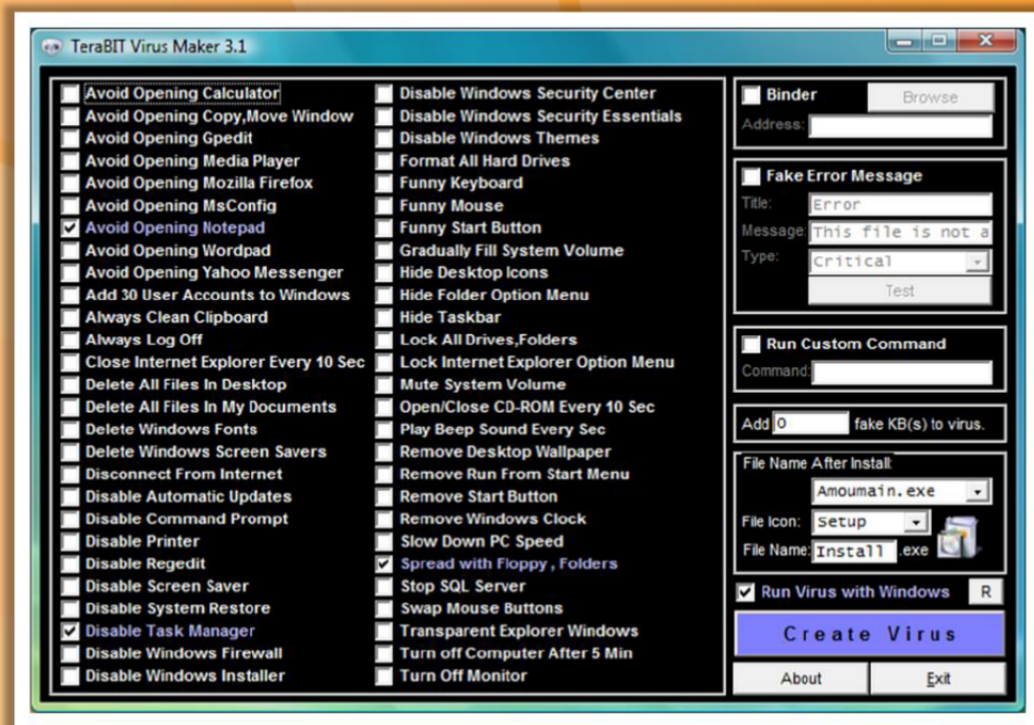 TeraBIT Virus Maker 3.1
Avoid Opening Calculator
Avoid Opening Copy,Move Window
Avoid Opening Gpedit
Avoid Opening Media Player
Avoid Opening Mozilla Firefox
Avoid Opening MsConfig
Avoid Opening Notepad
Avoid Opening Wordpad
Avoid Opening Yahoo Messenger
Add 30 User Accounts to Windows
Always Clean Clipboard
Always Log Off
Close Internet Explorer Every 10 Sec
Delete All Files In Desktop
Delete All Files In My Documents
Delete Windows Fonts
Delete Windows Screen Savers
Disconnect From Internet
Disable Automatic Updates
Disable Command Prompt
Disable Printer
Disable Regedit
Disable Screen Saver
Disable System Restore
Disable Task Manager
Disable Windows Firewall
Disable Windows Installer
Disable Windows Security Center
Disable Windows Security Essentials
Disable Windows Themes
Format All Hard Drives
Funny Keyboard
Funny Mouse
Funny Start Button
Gradually Fill System Volume
Hide Desktop Icons
Hide Folder Option Menu
Hide Taskbar
Lock All Drives,Folders
Lock Internet Explorer Option Menu
Mute System Volume
Open/Close CD-ROM Every 10 Sec
Play Beep Sound Every Sec
Remove Desktop Wallpaper
Remove Run From Start Menu
Remove Start Button
Remove Windows Clock
Slow Down PC Speed
Spread with Floppy , Folders
Stop SQL Server
Swap Mouse Buttons
Transparent Explorer Windows
Turn off Computer After 5 Min
Turn Off Monitor
Binder Browse
Address:
Fake Error Message
Title: Error
Message: This file is not a
Type: Critical
Test
Run Custom Command
Command:
Add 0 fake KB(s) to virus.
File Name After Install:
Amoumain.exe
File Icon: Setup
File Name: Install .exe
Run Virus with Windows R
Create Virus
About Exit